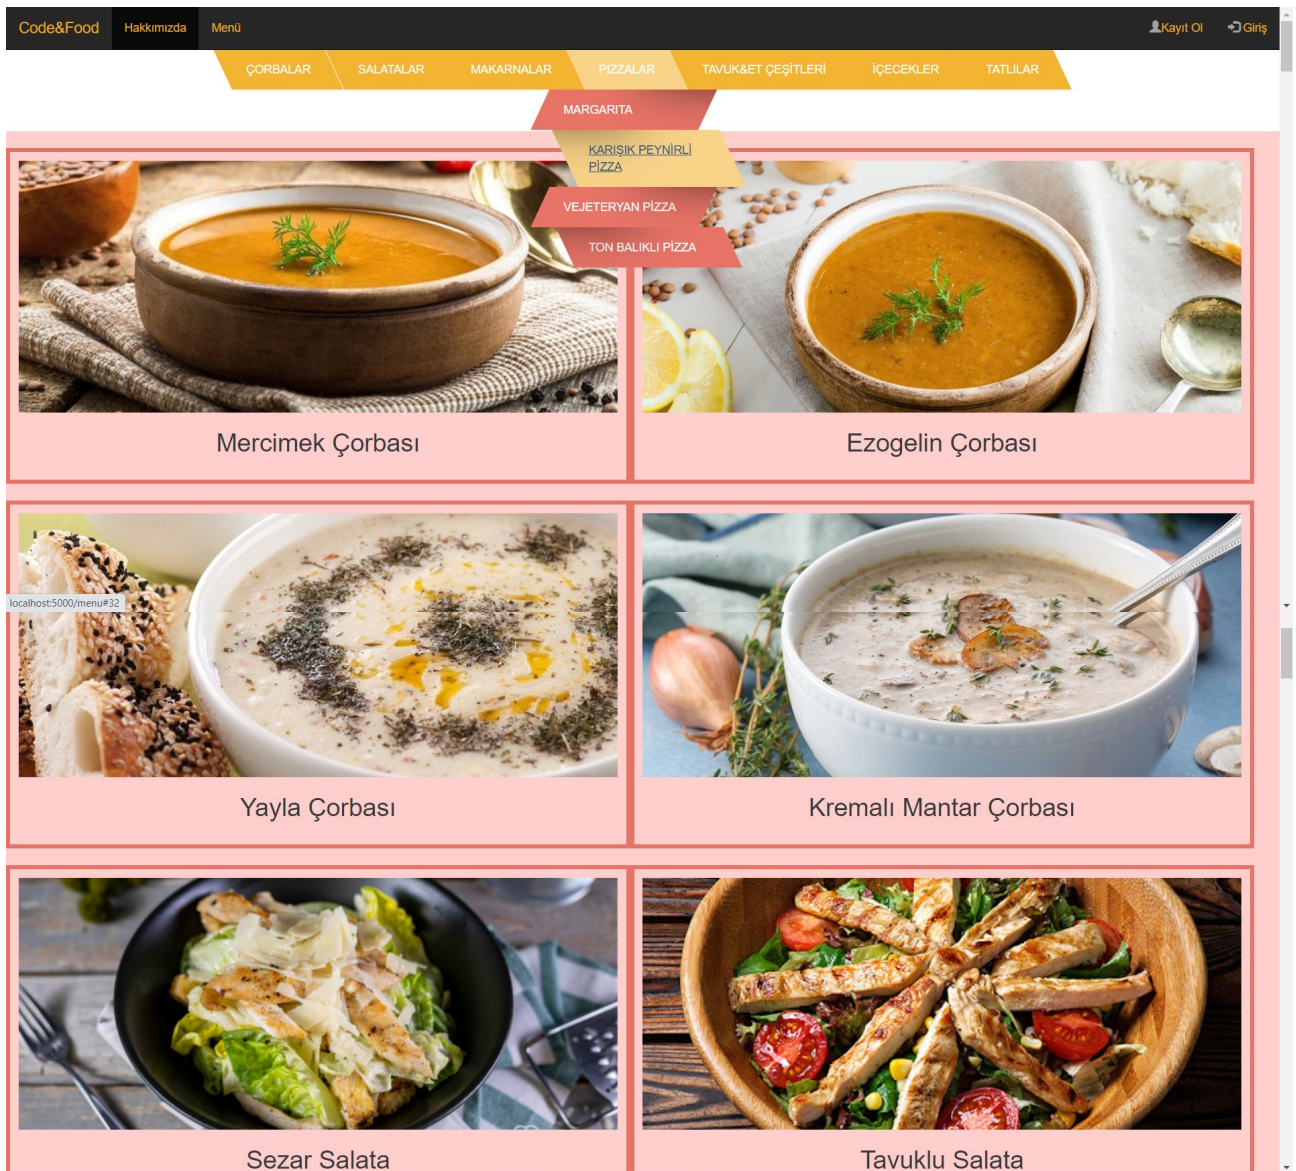 Code&Food Hakkımızda Menü Kayıt Ol Giriş
ÇORBALAR SALATALAR MAKARNALAR PİZZALAR TAVUK&ET ÇEŞİTLERİ İÇECEKLER TATLILAR
MARGARITA
KARIŞIK PEYNİRLİ
PİZZA
VEJETERYAN PİZZA
TON BALIKLI PİZZA
Mercimek Çorbası Ezogelin Çorbası
localhost:5000/menu#32
Yayla Çorbası Kremalı Mantar Çorbası
Sezar Salata Tavuklu Salata